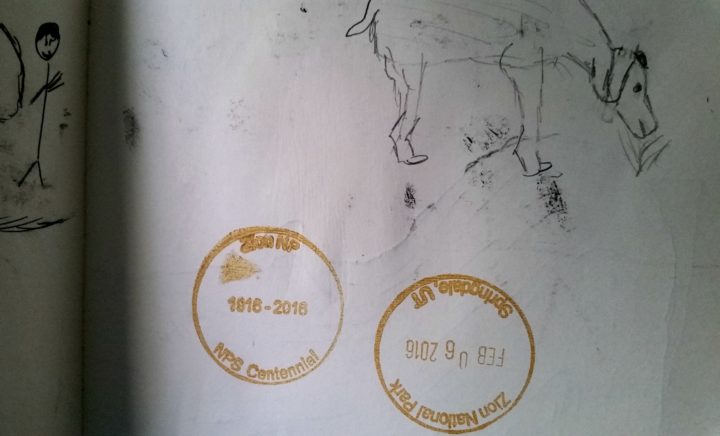 Zion NP
1916-2016
NPS Centennial
Springdale, UT
FEB 06 2016
Zion National Park